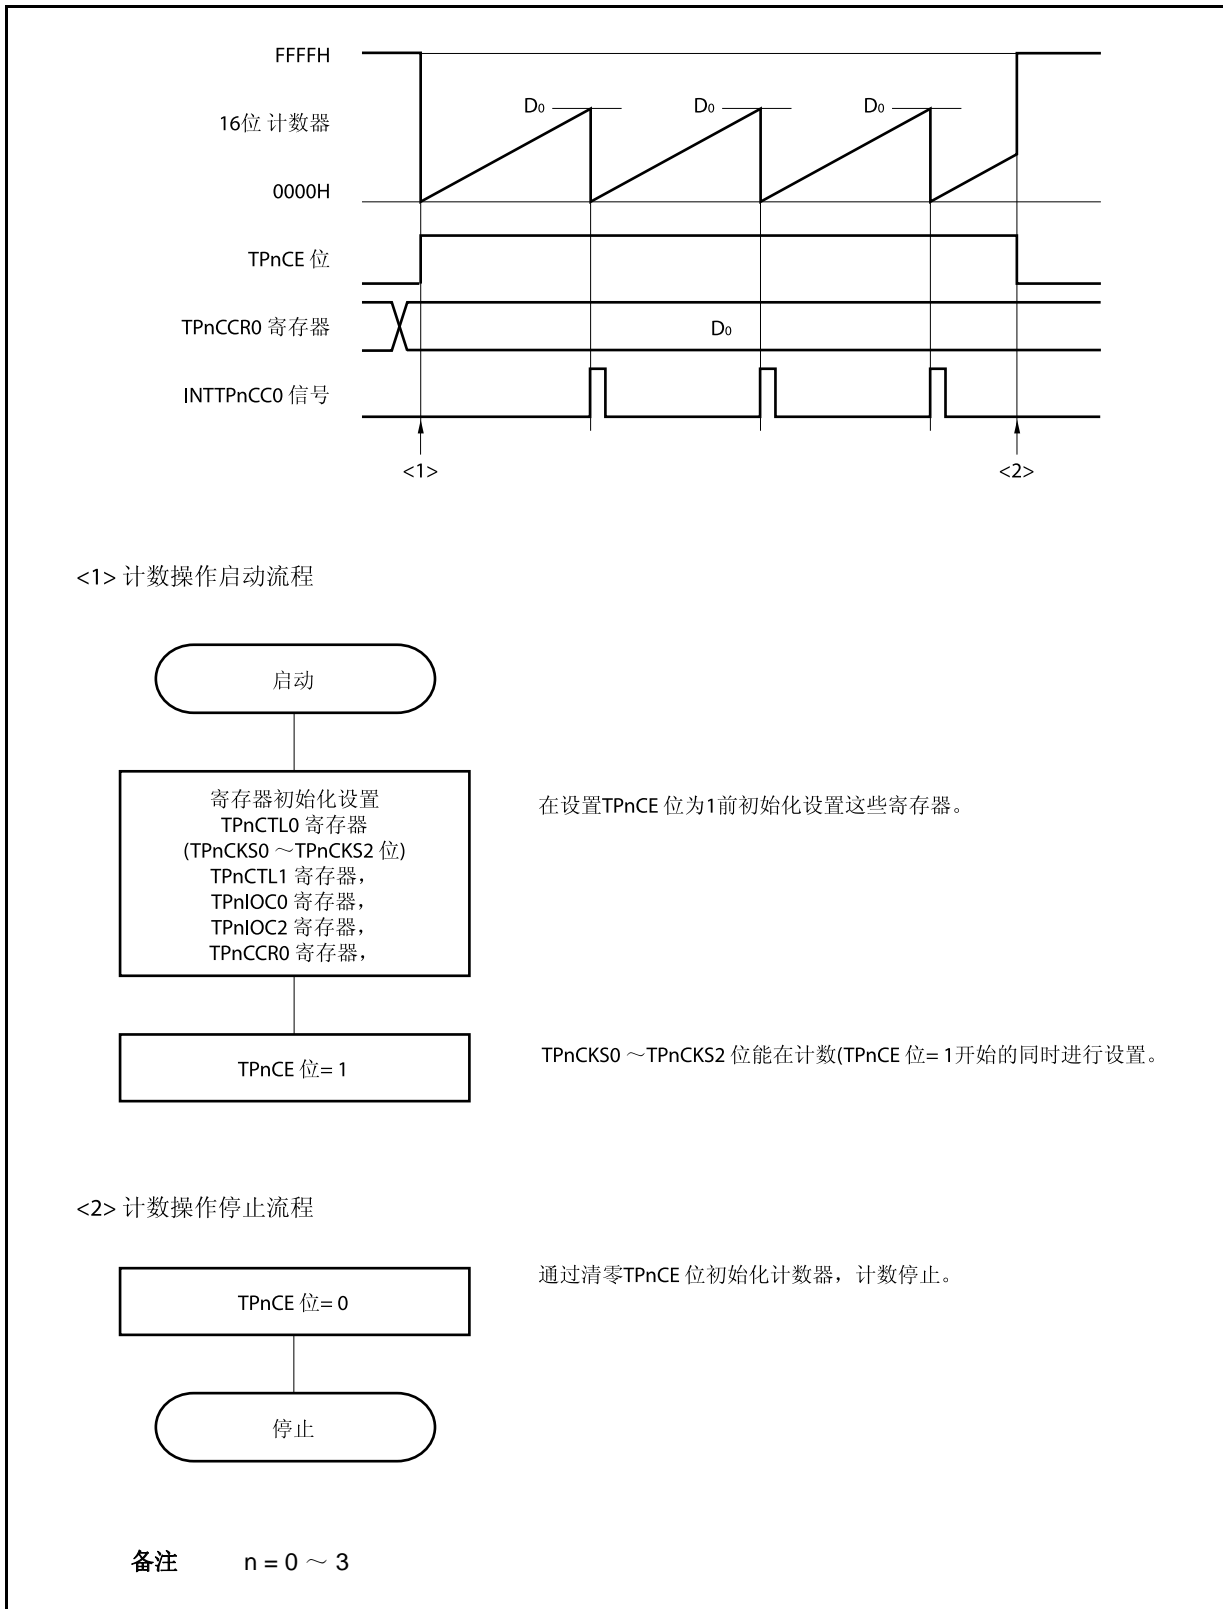 FFFFH
D0 D0 D0
16位 计数器
0000H
TPnCE 位
TPnCCR0 寄存器 D0
INTTPnCC0 信号
<1> <2>
<1> 计数操作启动流程
启动
寄存器初始化设置
TPnCTL0 寄存器
(TPnCKS0 ～TPnCKS2 位)
TPnCTL1 寄存器，
TPnIOC0 寄存器，
TPnIOC2 寄存器，
TPnCCR0 寄存器，
在设置TPnCE 位为1前初始化设置这些寄存器。
TPnCE 位= 1
TPnCKS0 ～TPnCKS2 位能在计数(TPnCE 位= 1开始的同时进行设置。
<2> 计数操作停止流程
TPnCE 位= 0
通过清零TPnCE 位初始化计数器，计数停止。
停止
备注 n = 0 ～ 3